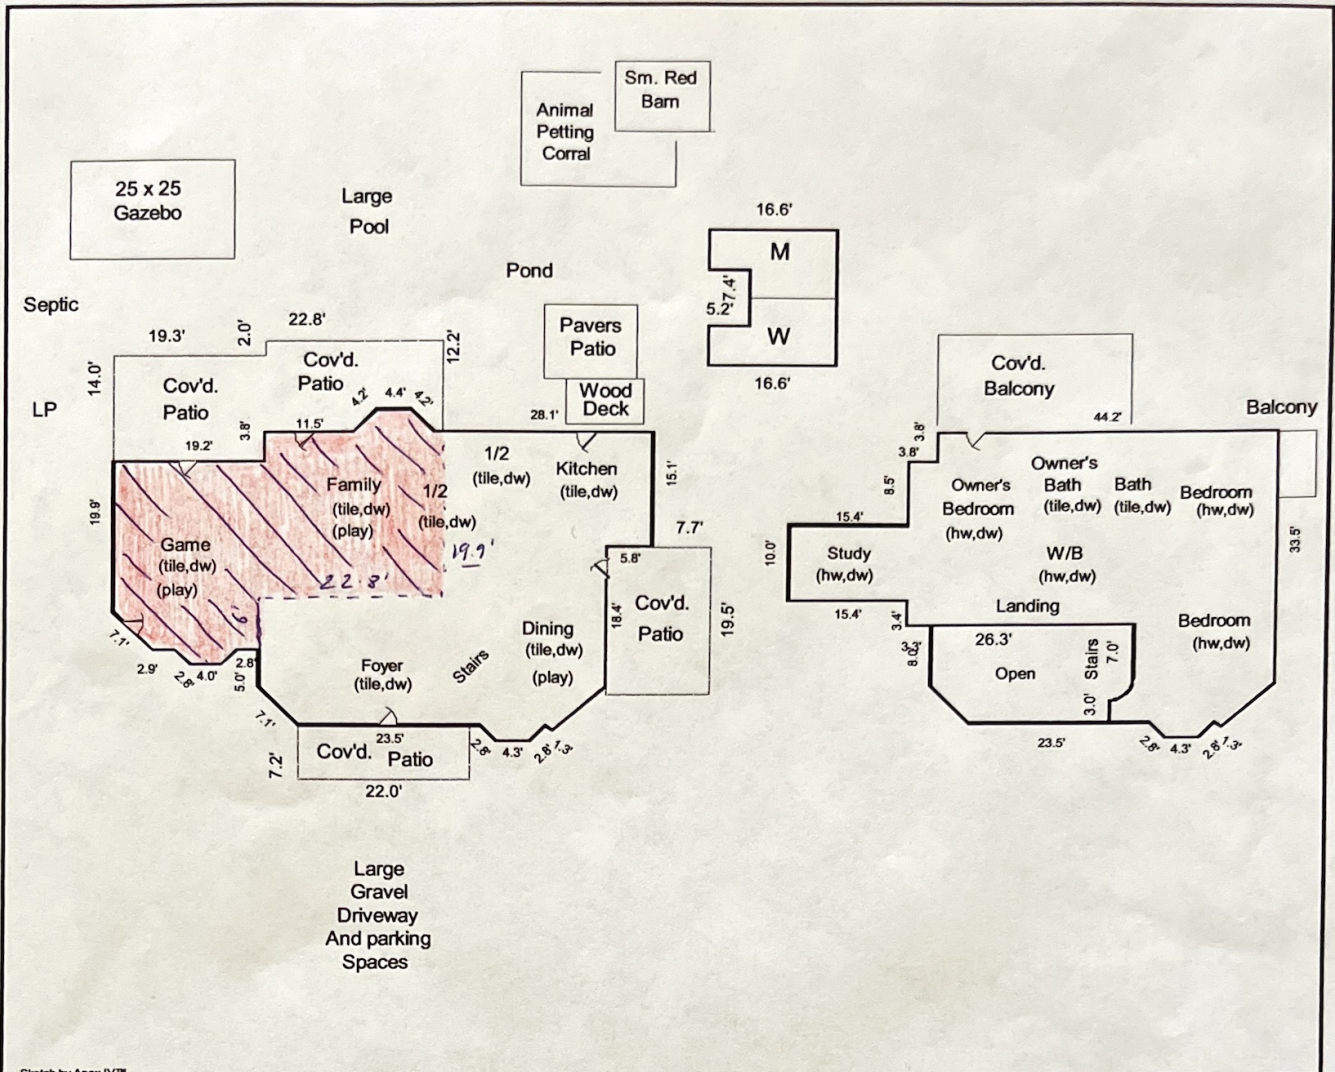 Sm. Red
Barn
Animal
Petting
Corral
25 x 25
Gazebo
Large
Pool
16.6'
M
7.4'
5.2'
W
16.6'
Pond
Septic
LP
19.3'
2.0'
22.8'
12.2'
14.0'
Cov'd.
Patio
Cov'd.
Patio
Pavers
Patio
Wood
Deck
28.1'
4.2'
4.4'
4.2'
11.5'
3.8'
19.2'
1/2
(tile,dw)
Kitchen
(tile,dw)
15.1'
19.9'
Family
(tile,dw)
(play)
1/2
(tile,dw)
19.9'
22.8'
Game
(tile,dw)
(play)
6'
7.7'
5.8'
18.4'
Cov'd.
Patio
19.5'
Dining
(tile,dw)
(play)
Stairs
Foyer
(tile,dw)
7.1'
2.9'
2.8'
4.0'
2.8'
5.0'
7.1'
23.5'
2.8'
4.3'
2.8'
1.3'
7.2'
Cov'd. Patio
22.0'
Large
Gravel
Driveway
And parking
Spaces
Cov'd.
Balcony
44.2'
Balcony
3.8'
3.8'
8.5'
Owner's
Bedroom
(hw,dw)
Owner's
Bath
(tile,dw)
Bath
(tile,dw)
Bedroom
(hw,dw)
33.5'
15.4'
10.0'
Study
(hw,dw)
W/B
(hw,dw)
15.4'
3.4'
Landing
Bedroom
(hw,dw)
8.0'
26.3'
Open
Stairs
7.0'
3.0'
23.5'
2.8'
4.3'
2.8'
1.3'